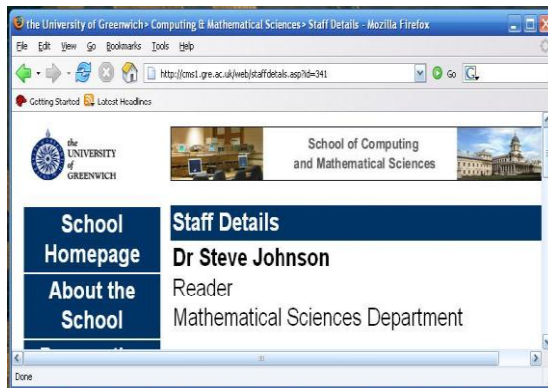 the University of Greenwich> Computing & Mathematical Sciences> Staff Details - Mozilla Firefox
File Edit View Go Bookmarks Tools Help
http://cms1.gre.ac.uk/web/staffdetails.asp?id=341 Go
Getting Started Latest Headlines
the
UNIVERSITY
of
GREENWICH
School of Computing
and Mathematical Sciences
School
Homepage
About the
School
Staff Details
Dr Steve Johnson
Reader
Mathematical Sciences Department
Done